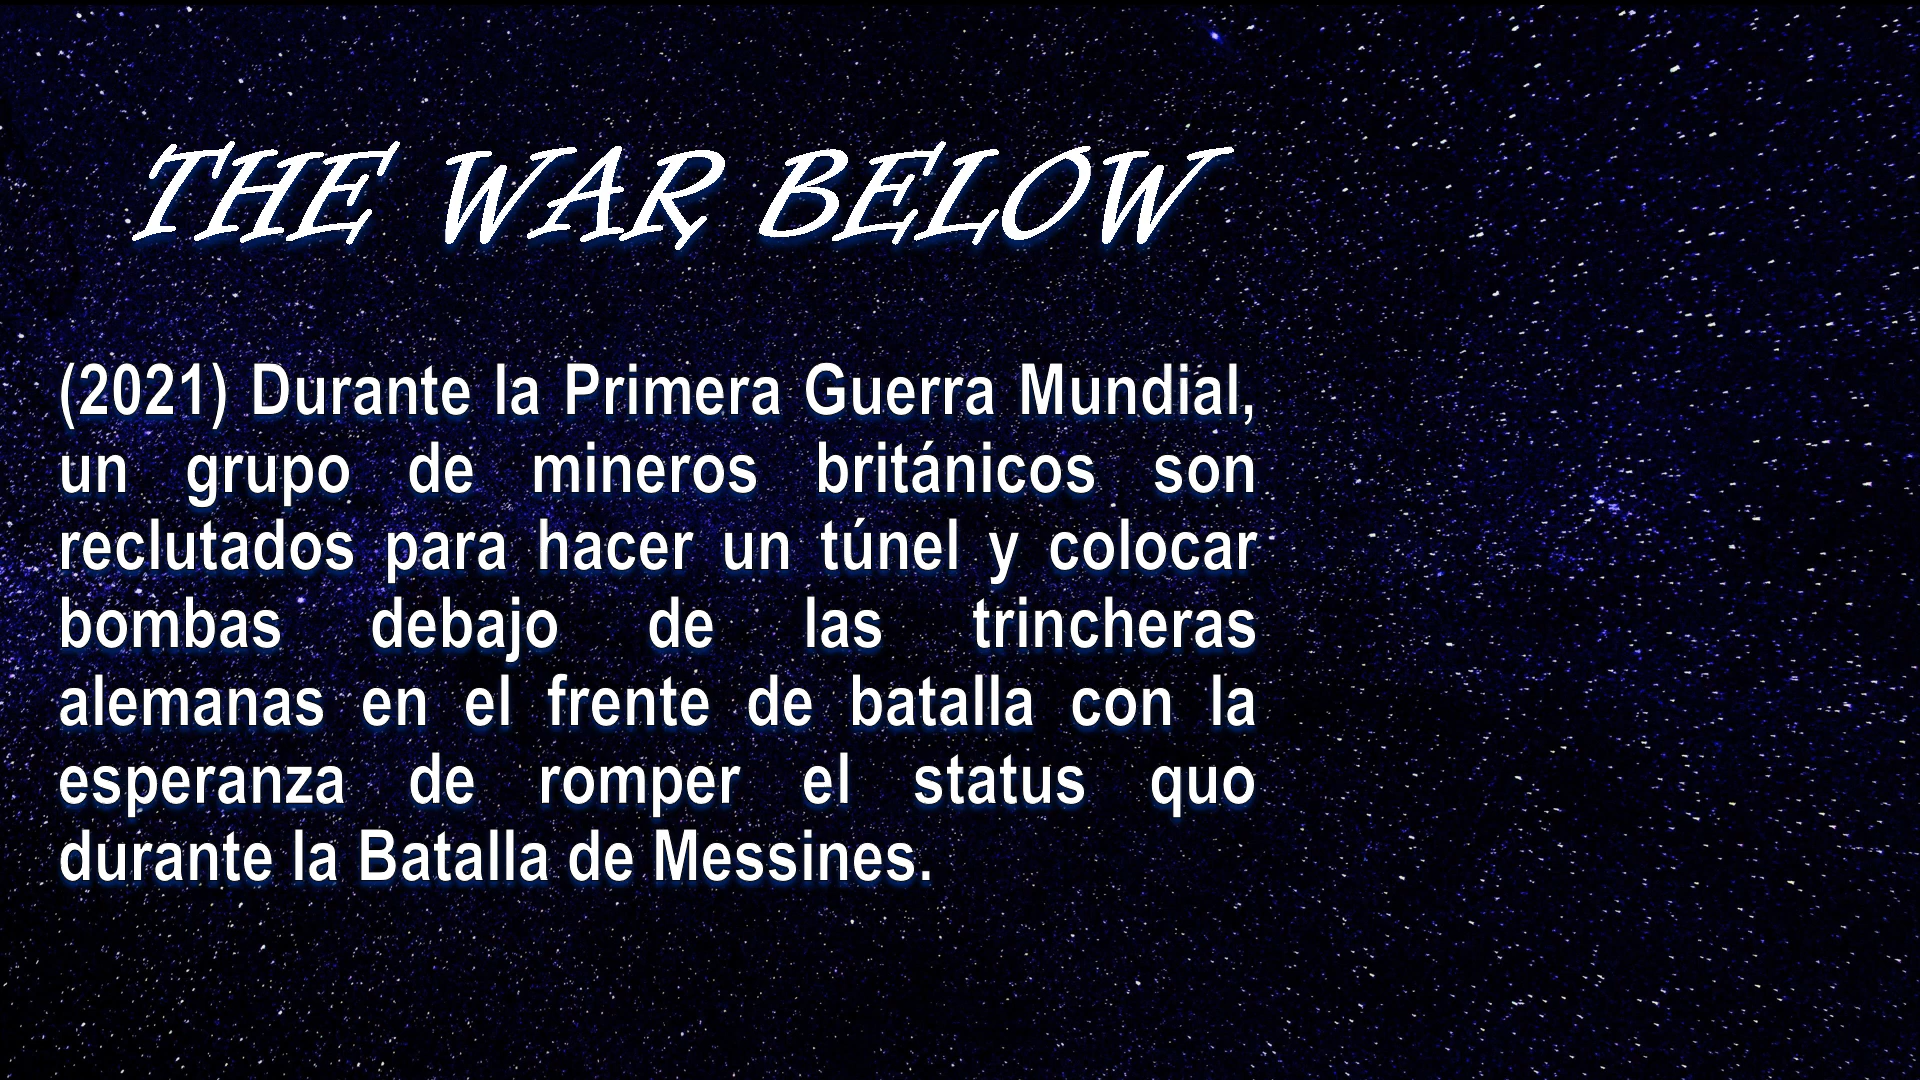 THE WAR BELOW
(2021) Durante la Primera Guerra Mundial,
un grupo de mineros británicos son
reclutados para hacer un túnel y colocar
bombas debajo de las trincheras
alemanas en el frente de batalla con la
esperanza de romper el status quo
durante la Batalla de Messines.